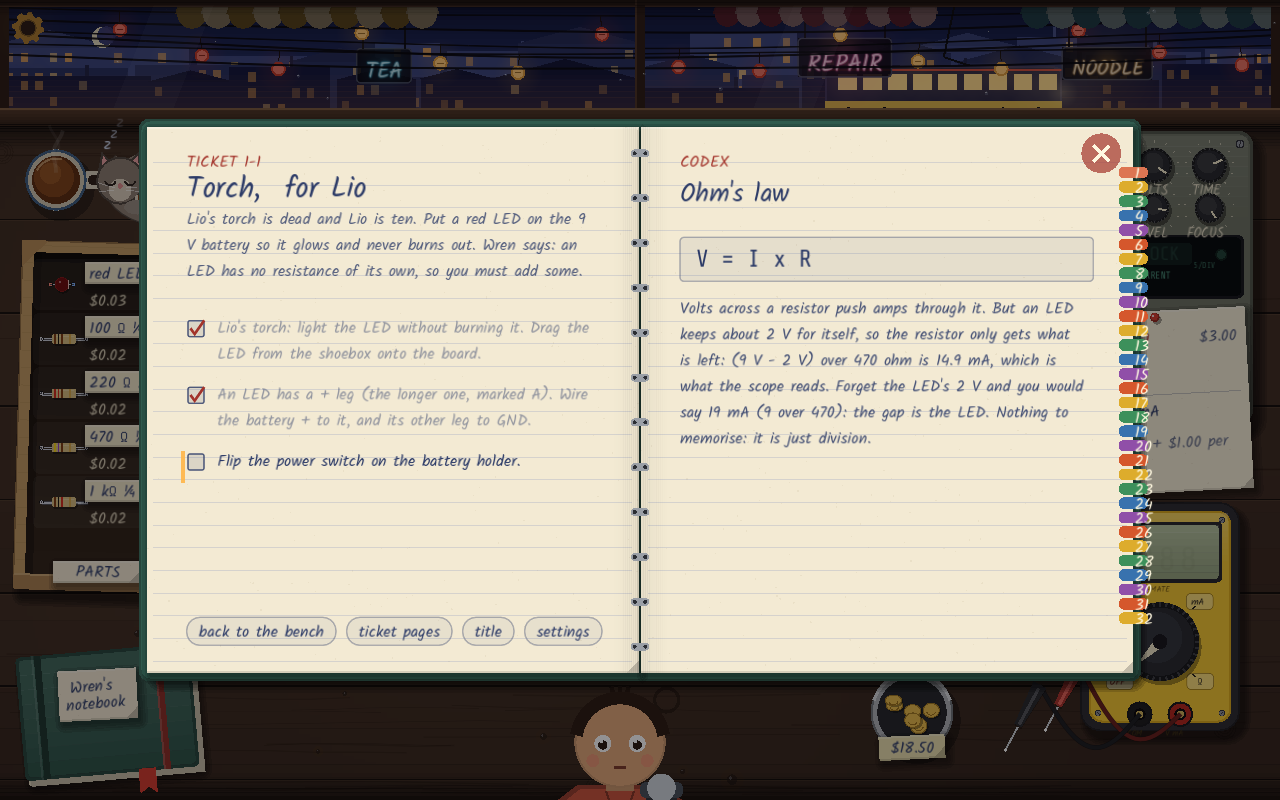 TEA
REPAIR
NOODLE
TICKET 1-1
Torch, for Lio
Lio's torch is dead and Lio is ten. Put a red LED on the 9
V battery so it glows and never burns out. Wren says: an
LED has no resistance of its own, so you must add some.
Lio's torch: light the LED without burning it. Drag the
LED from the shoebox onto the board.
An LED has a + leg (the longer one, marked A). Wire
the battery + to it, and its other leg to GND.
Flip the power switch on the battery holder.
back to the bench
ticket pages
title
settings
CODEX
Ohm's law
V = I x R
Volts across a resistor push amps through it. But an LED
keeps about 2 V for itself, so the resistor only gets what
is left: (9 V - 2 V) over 470 ohm is 14.9 mA, which is
what the scope reads. Forget the LED's 2 V and you would
say 19 mA (9 over 470): the gap is the LED. Nothing to
memorise: it is just division.
1
2
3
4
5
6
7
8
9
10
11
12
13
14
15
16
17
18
19
20
21
22
23
24
25
26
27
28
29
30
31
32
z
z
z
red LE
$0.03
100 Ω
$0.02
220 Ω
$0.02
470 Ω
$0.02
1 kΩ ¼
$0.02
PARTS
Wren's
notebook
TIME
FOCUS
S/DIV
$3.00
+ $1.00 per
mA
Ω
$18.50